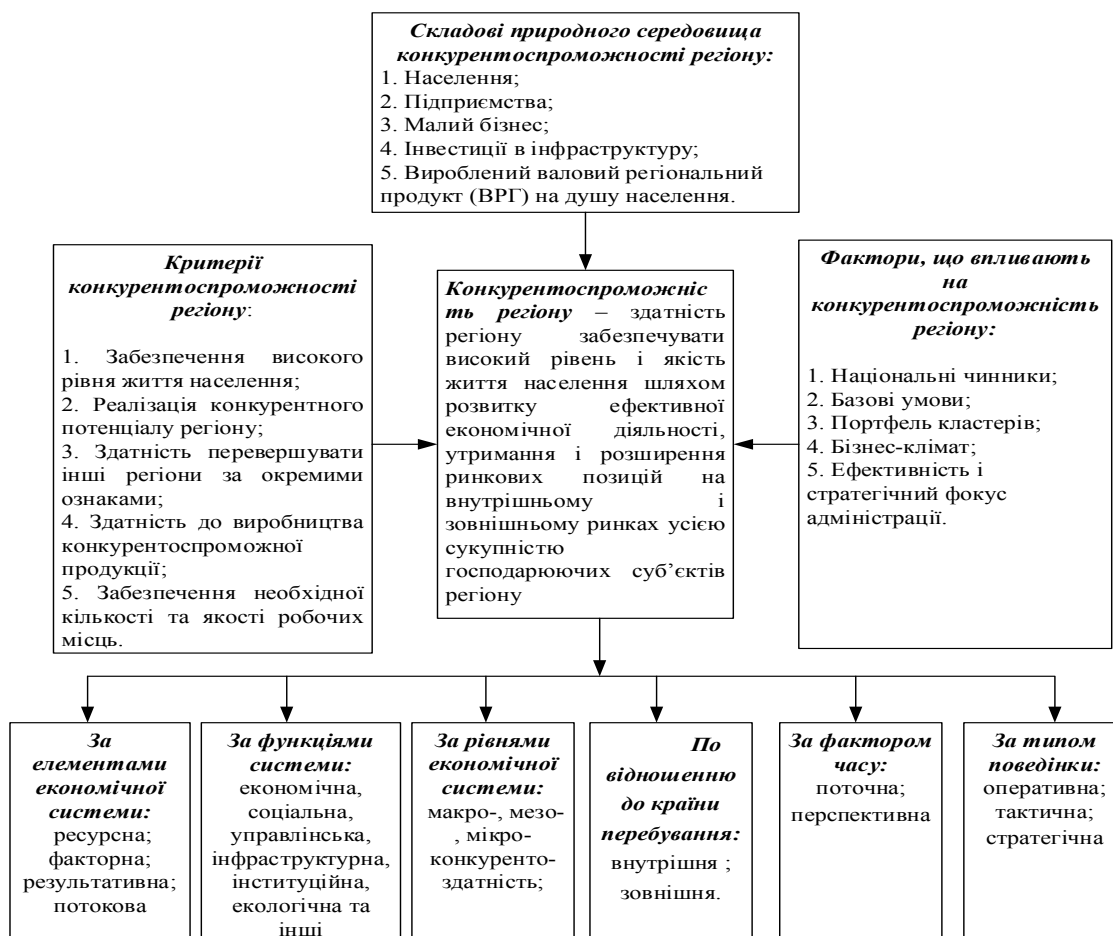 Складові природного середовища
конкурентоспроможності регіону:
1. Населення;
2. Підприємства;
3. Малий бізнес;
4. Інвестиції в інфраструктуру;
5. Вироблений валовий регіональний
продукт (ВРГ) на душу населення.
Критерії
конкурентоспроможності
регіону:
1. Забезпечення високого
рівня життя населення;
2. Реалізація конкурентного
потенціалу регіону;
3. Здатність перевершувати
інші регіони за окремими
ознаками;
4. Здатність до виробництва
конкурентоспроможної
продукції;
5. Забезпечення необхідної
кількості та якості робочих
місць.
Конкурентоспроможніс
ть регіону – здатність
регіону забезпечувати
високий рівень і якість
життя населення шляхом
розвитку ефективної
економічної діяльності,
утримання і розширення
ринкових позицій на
внутрішньому і
зовнішньому ринках усією
сукупністю
господарюючих суб’єктів
регіону
Фактори, що впливають
на
конкурентоспроможність
регіону:
1. Національні чинники;
2. Базові умови;
3. Портфель кластерів;
4. Бізнес-клімат;
5. Ефективність і
стратегічний фокус
адміністрації.
За
елементами
економічної
системи:
ресурсна;
факторна;
результативна;
потокова
За функціями
системи:
економічна,
соціальна,
управлінська,
інфраструктурна,
інституційна,
екологічна та
інші
За рівнями
економічної
системи:
макро-, мезо-
, мікро-
конкуренто-
здатність;
По
відношенню
до країни
перебування:
внутрішня ;
зовнішня.
За фактором
часу:
поточна;
перспективна
За типом
поведінки:
оперативна;
тактична;
стратегічна